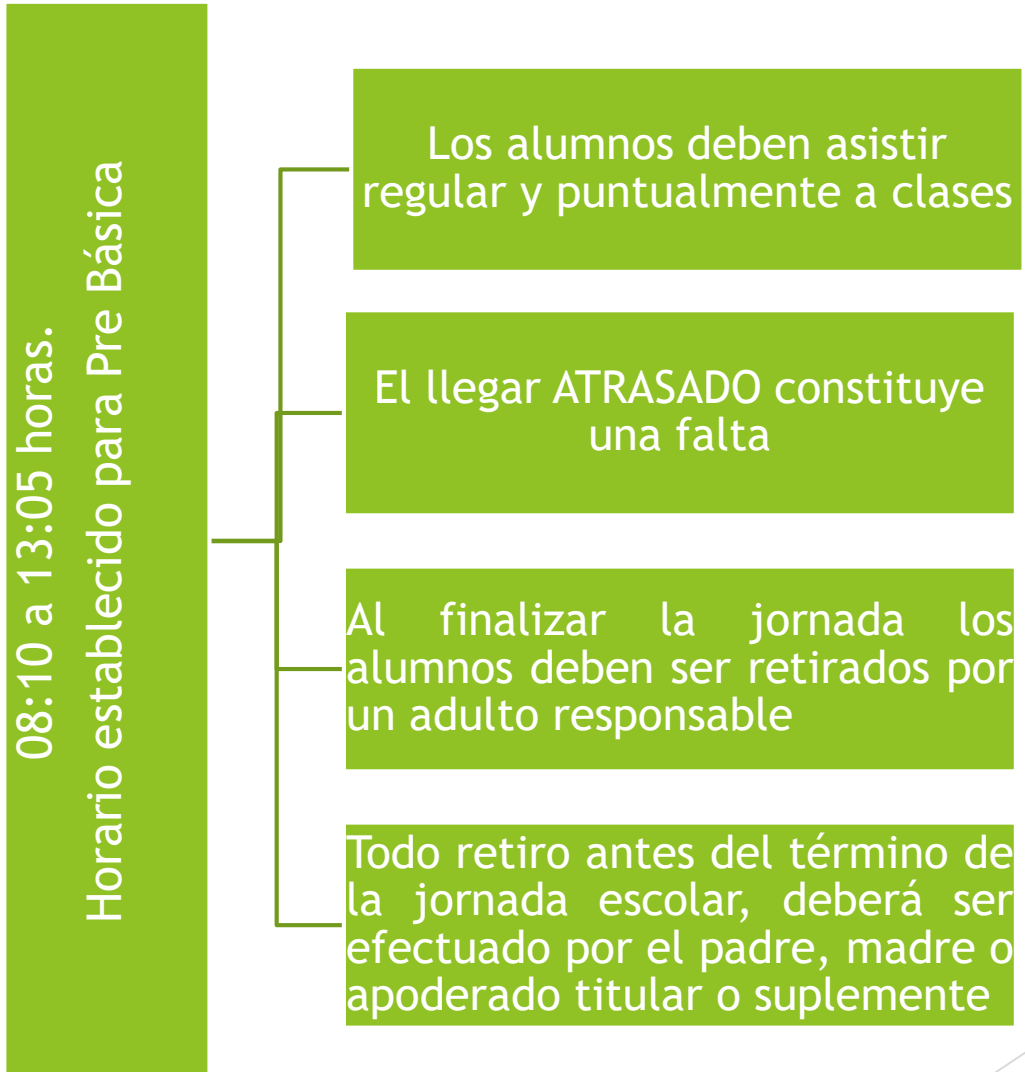 08:10 a 13:05 horas.
Horario establecido para Pre Básica
Los alumnos deben asistir
regular y puntualmente a clases
El llegar ATRASADO constituye
una falta
Al finalizar la jornada los
alumnos deben ser retirados por
un adulto responsable
Todo retiro antes del término de
la jornada escolar, deberá ser
efectuado por el padre, madre o
apoderado titular o suplemente